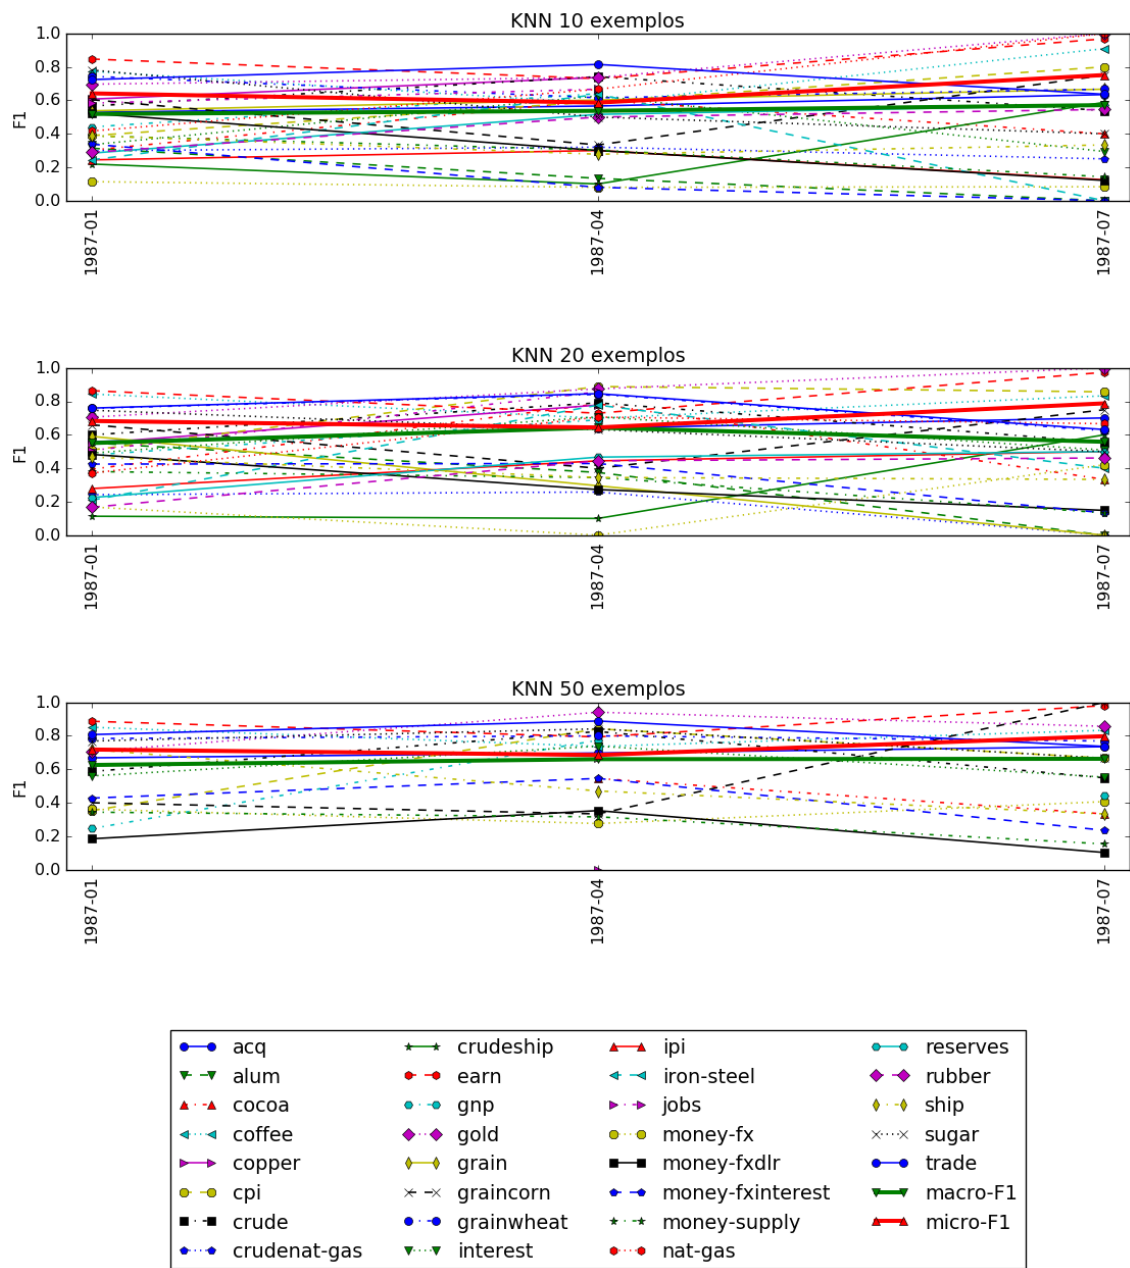 KNN 10 exemplos
1.0
0.8
0.6
0.4
0.2
0.0
F1
1987-01
1987-04
1987-07
KNN 20 exemplos
1.0
0.8
0.6
0.4
0.2
0.0
F1
1987-01
1987-04
1987-07
KNN 50 exemplos
1.0
0.8
0.6
0.4
0.2
0.0
F1
1987-01
1987-04
1987-07
acq
alum
cocoa
coffee
copper
cpi
crude
crudenat-gas
crudeship
earn
gnp
gold
grain
graincorn
grainwheat
interest
ipi
iron-steel
jobs
money-fx
money-fxdlr
money-fxinterest
money-supply
nat-gas
reserves
rubber
ship
sugar
trade
macro-F1
micro-F1